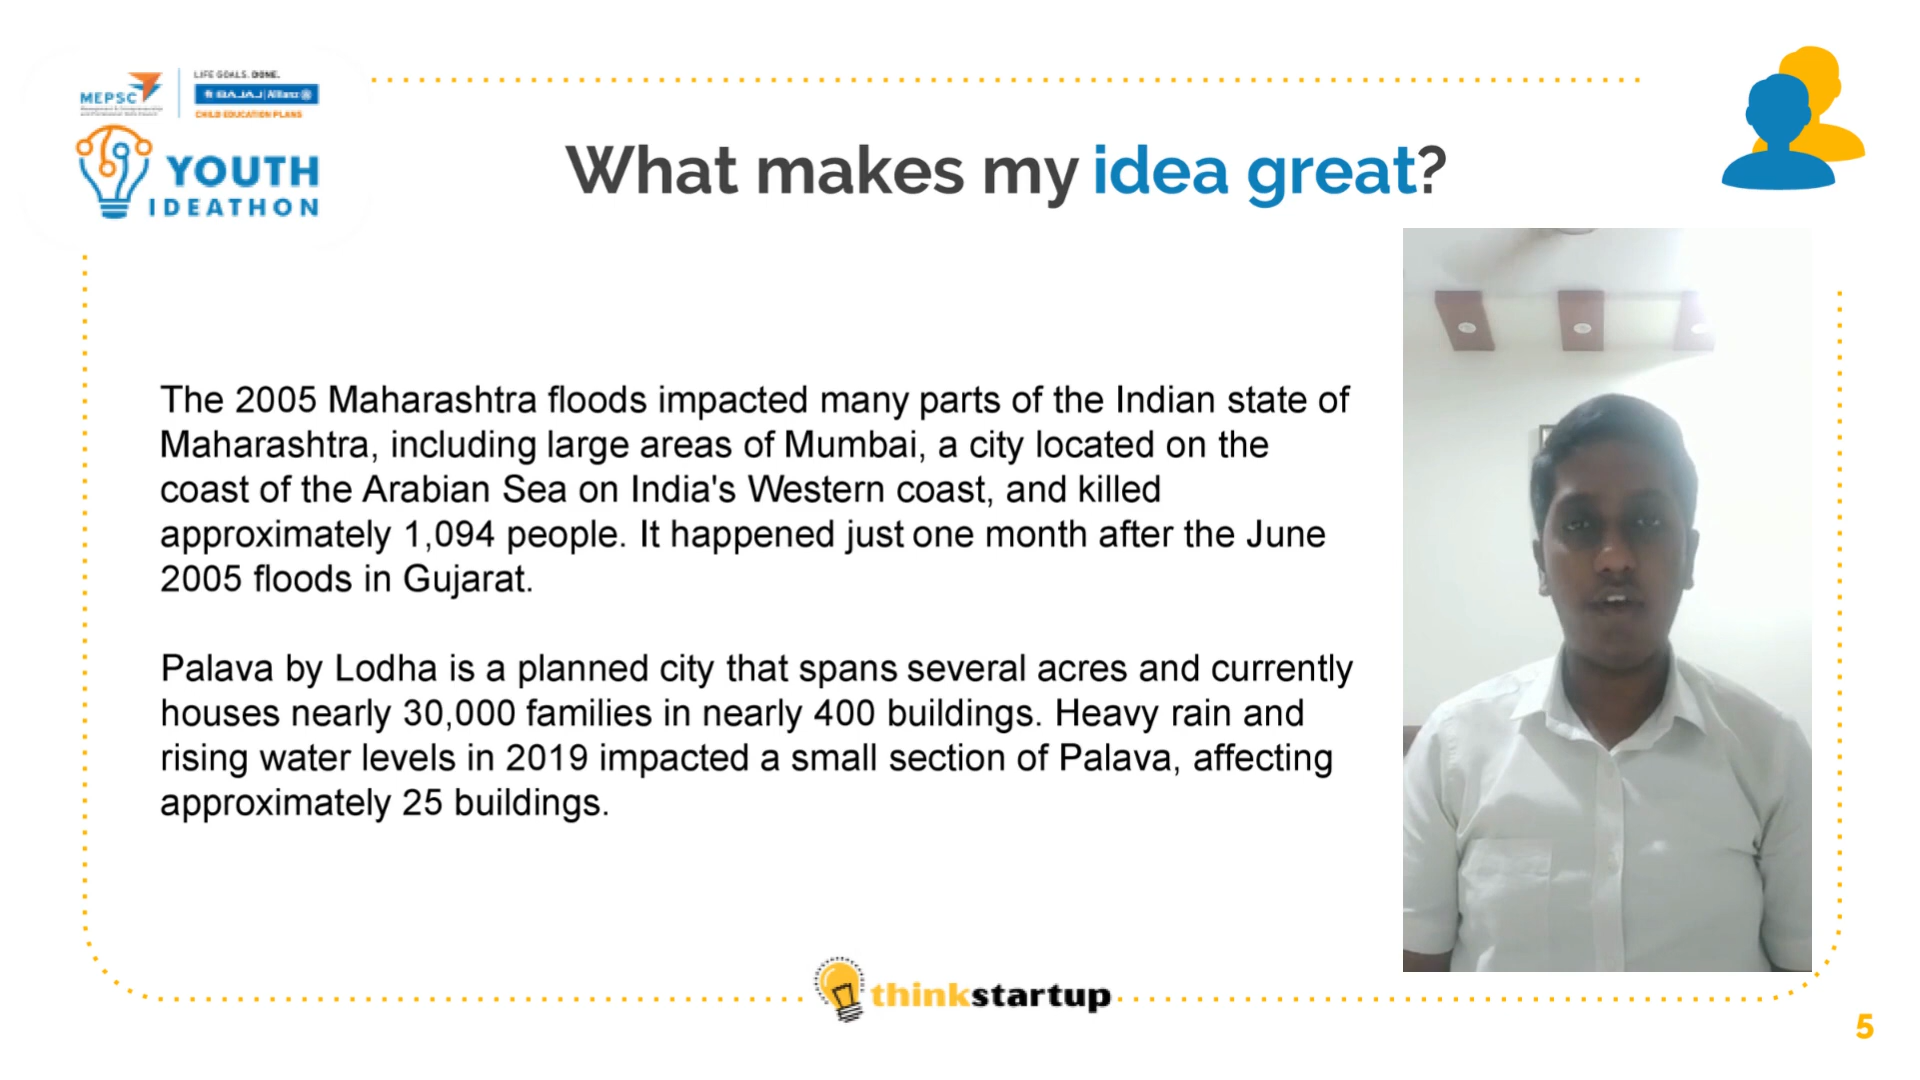 MEPSC
LIFE GOALS. DONE.
BAJAJ Allianz
CHILD EDUCATION PLANS
YOUTH
IDEATHON
What makes my idea great?
The 2005 Maharashtra floods impacted many parts of the Indian state of
Maharashtra, including large areas of Mumbai, a city located on the
coast of the Arabian Sea on India's Western coast, and killed
approximately 1,094 people. It happened just one month after the June
2005 floods in Gujarat.
Palava by Lodha is a planned city that spans several acres and currently
houses nearly 30,000 families in nearly 400 buildings. Heavy rain and
rising water levels in 2019 impacted a small section of Palava, affecting
approximately 25 buildings.
thinkstartup
5